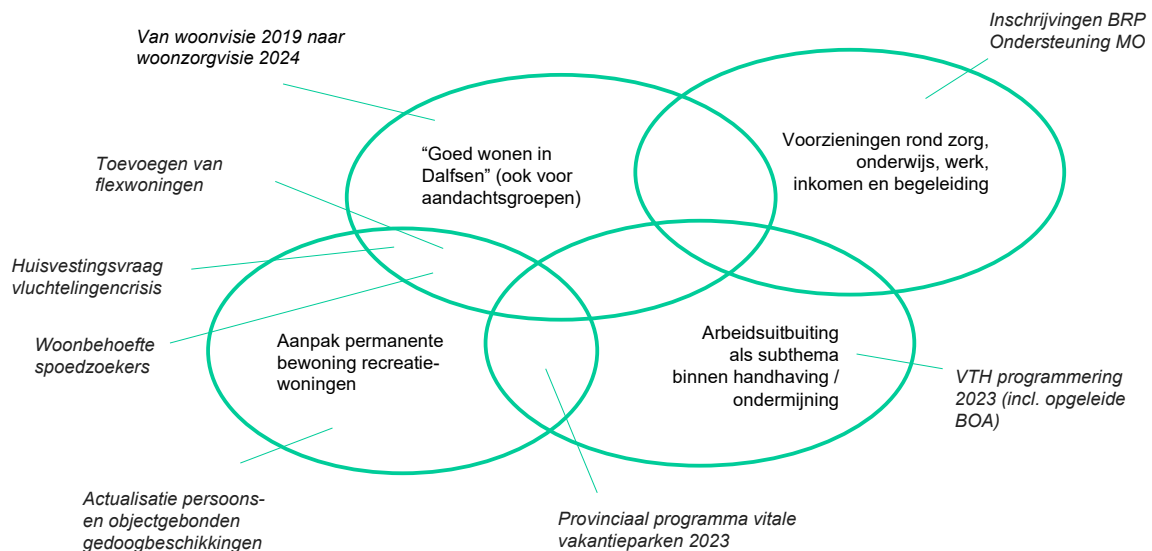 Van woonvisie 2019 naar
woonzorgvisie 2024
Inschrijvingen BRP
Ondersteuning MO
“Goed wonen in
Dalfsen” (ook voor
aandachtsgroepen)
Voorzieningen rond zorg,
onderwijs, werk,
inkomen en begeleiding
Toevoegen van
flexwoningen
Huisvestingsvraag
vluchtelingencrisis
Woonbehoefte
spoedzoekers
Aanpak permanente
bewoning recreatie-
woningen
Arbeidsuitbuiting
als subthema
binnen handhaving /
ondermijning
VTH programmering
2023 (incl. opgeleide
BOA)
Actualisatie persoons-
en objectgebonden
gedoogbeschikkingen
Provinciaal programma vitale
vakantieparken 2023